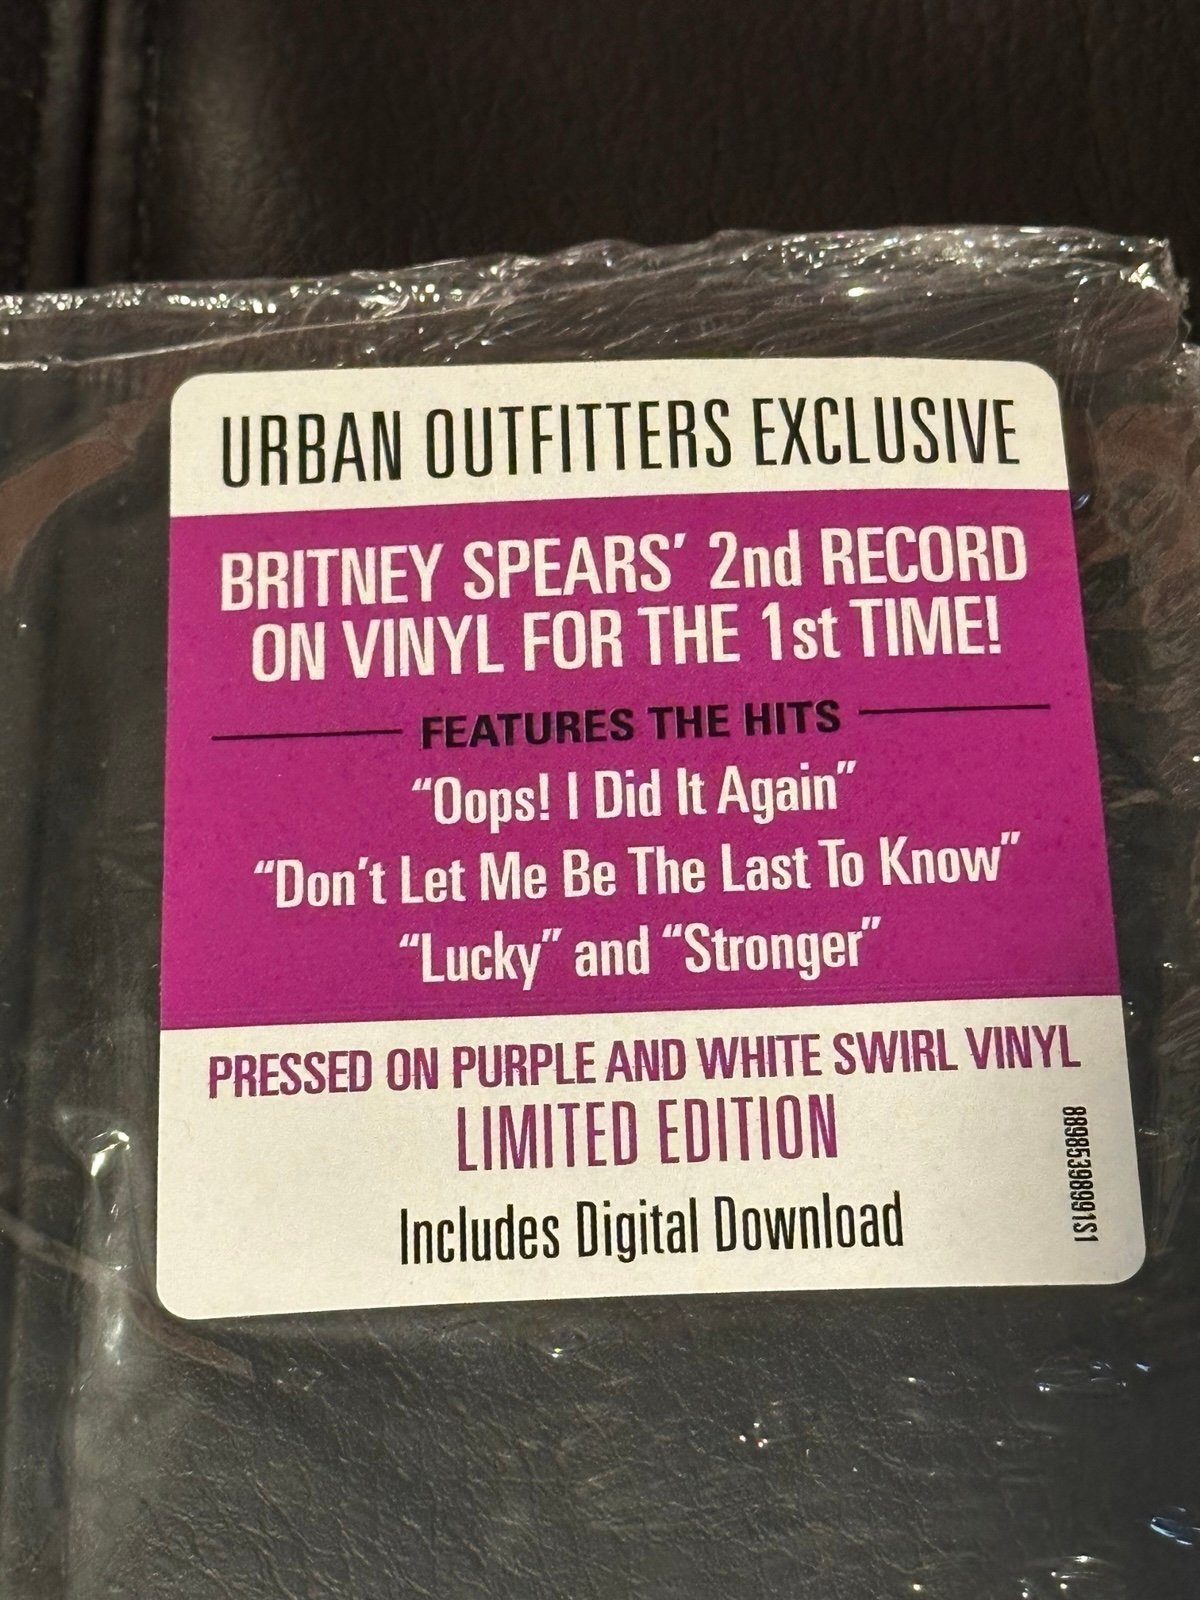 URBAN OUTFITTERS EXCLUSIVE
BRITNEY SPEARS' 2nd RECORD
ON VINYL FOR THE 1st TIME!
FEATURES THE HITS
“Oops! I Did It Again”
“Don't Let Me Be The Last To Know”
“Lucky” and “Stronger”
PRESSED ON PURPLE AND WHITE SWIRL VINYL
LIMITED EDITION
Includes Digital Download
88985398991S1